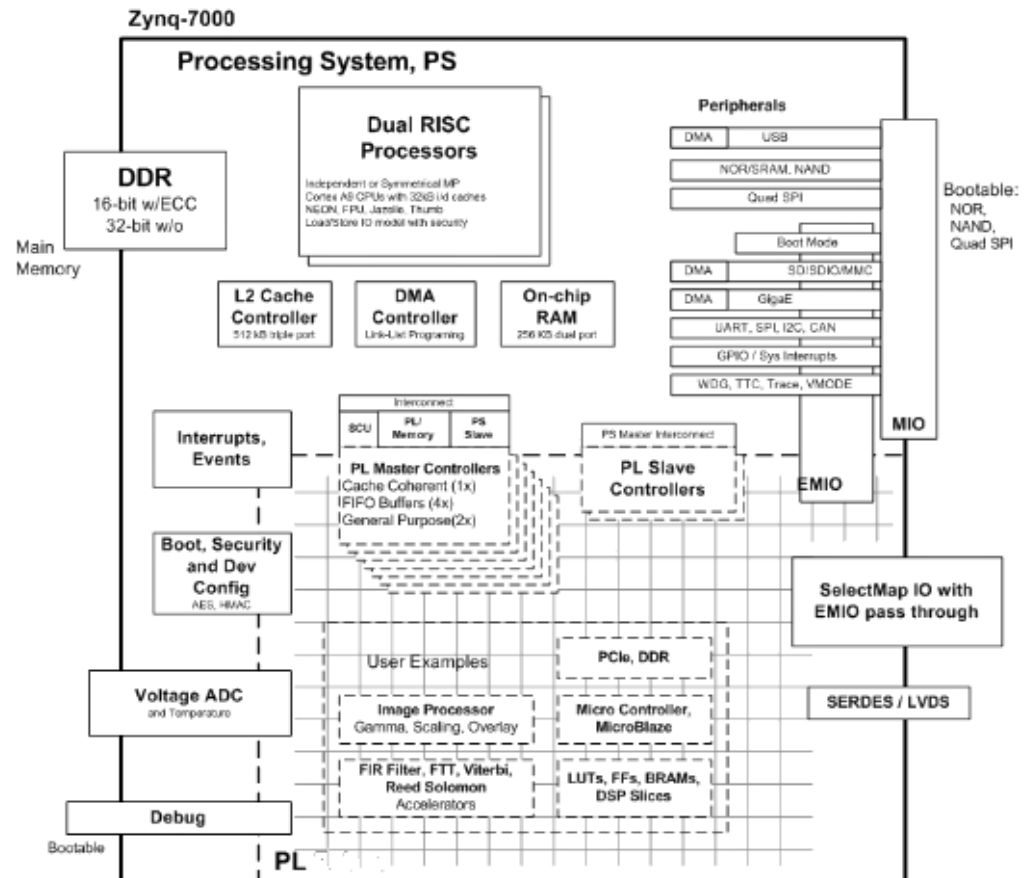 Zynq-7000
Processing System, PS
Dual RISC
Processors
Independent or Symmetrical MP
Cortex A9 CPUs with 32kB i/d caches
NEON, FPU, Jazelle, Thumb
Load/Store IO model with security
DDR
16-bit w/ECC
32-bit w/o
Main
Memory
L2 Cache
Controller
512 kB triple port
DMA
Controller
Link-List Programing
On-chip
RAM
256 KB dual port
Peripherals
DMA USB
NOR/SRAM, NAND
Quad SPI
Boot Mode
DMA SD/SDIO/MMC
DMA GigaE
UART, SPI, I2C, CAN
GPIO / Sys Interrupts
WDG, TTC, Trace, VMODE
MIO
EMIO
Bootable:
NOR,
NAND,
Quad SPI
Interrupts,
Events
Interconnect
SCU
PL/
Memory
PS
Slave
PL Master Controllers
Cache Coherent (1x)
FIFO Buffers (4x)
General Purpose(2x)
PS Master Interconnect
PL Slave
Controllers
Boot, Security
and Dev
Config
AES, HMAC
SelectMap IO with
EMIO pass through
User Examples
PCIe, DDR
Voltage ADC
and Temperature
Image Processor
Gamma, Scaling, Overlay
Micro Controller,
MicroBlaze
SERDES / LVDS
FIR Filter, FTT, Viterbi,
Reed Solomon
Accelerators
LUTs, FFs, BRAMs,
DSP Slices
Debug
Bootable
PL